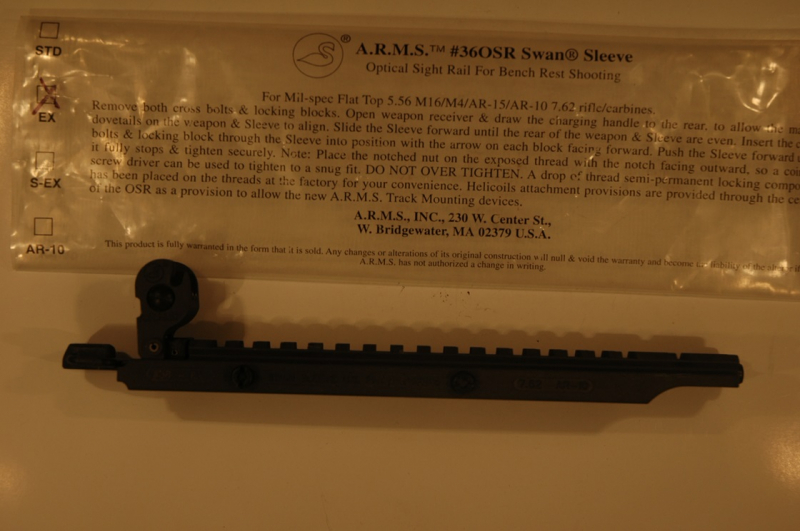 STD
EX
S-EX
AR-10
® A.R.M.S.™ #36OSR Swan® Sleeve
Optical Sight Rail For Bench Rest Shooting
For Mil-spec Flat Top 5.56 M16/M4/AR-15/AR-10 7.62 rifle/carbines.
Remove both cross bolts & locking blocks. Open weapon receiver & draw the charging handle to the rear, to allow the
dovetails on the weapon & Sleeve to align. Slide the Sleeve forward until the rear of the weapon & Sleeve are even. Insert the
bolts & locking block through the Sleeve into position with the arrow on each block facing forward. Push the Sleeve forward
it fully stops & tighten securely. Note: Place the notched nut on the exposed thread with the notch facing outward, so a
screw driver can be used to tighten to a snug fit. DO NOT OVER TIGHTEN. A drop of thread semi-permanent locking
has been placed on the threads at the factory for your convenience. Helicoils attachment provisions are provided through the
of the OSR as a provision to allow the new A.R.M.S. Track Mounting devices.
A.R.M.S., INC., 230 W. Center St.,
W. Bridgewater, MA 02379 U.S.A.
This product is fully warranted in the form that it is sold. Any changes or alterations of its original construction will null & void the warranty and become the liability of the
A.R.M.S. has not authorized a change in writing.